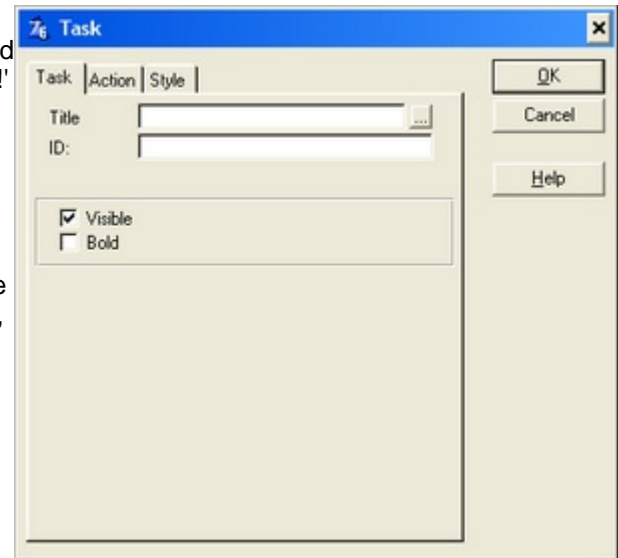 Task
d
!'
Task Action Style
OK
Title ...
Cancel
ID:
Help
Visible
Bold
e
,